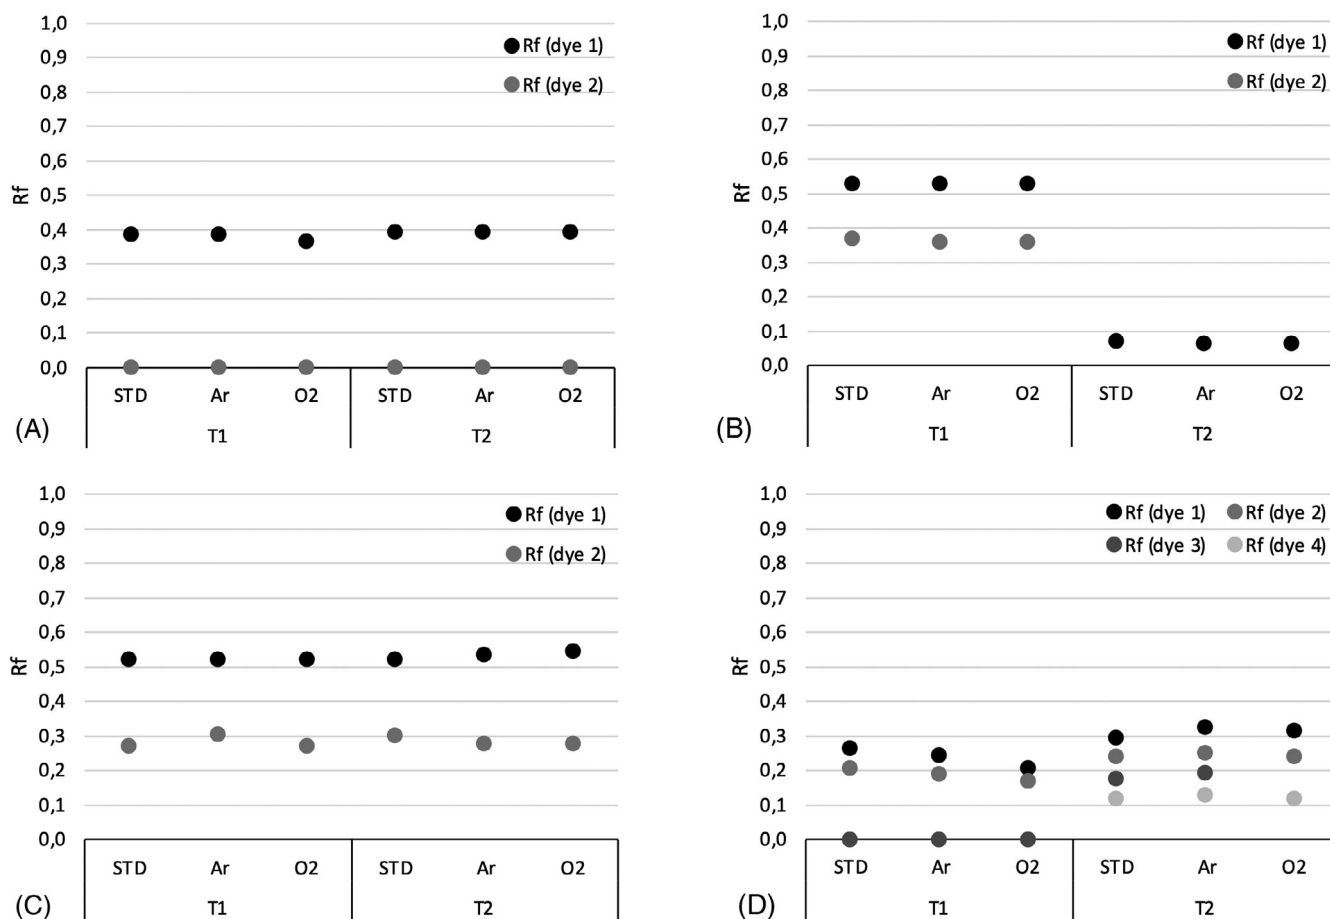 1,0
Rf (dye 1)
0,9
Rf (dye 2)
0,8
0,7
0,6
Rf
0,5
0,4
0,3
0,2
0,1
0,0
STD Ar O2 STD Ar O2
(A)
T1 T2
1,0
Rf (dye 1)
0,9
Rf (dye 2)
0,8
0,7
0,6
Rf
0,5
0,4
0,3
0,2
0,1
0,0
STD Ar O2 STD Ar O2
(B)
T1 T2
1,0
Rf (dye 1)
0,9
Rf (dye 2)
0,8
0,7
0,6
Rf
0,5
0,4
0,3
0,2
0,1
0,0
STD Ar O2 STD Ar O2
(C)
T1 T2
1,0
Rf (dye 1) Rf (dye 2)
0,9
Rf (dye 3) Rf (dye 4)
0,8
0,7
0,6
Rf
0,5
0,4
0,3
0,2
0,1
0,0
STD Ar O2 STD Ar O2
(D)
T1 T2